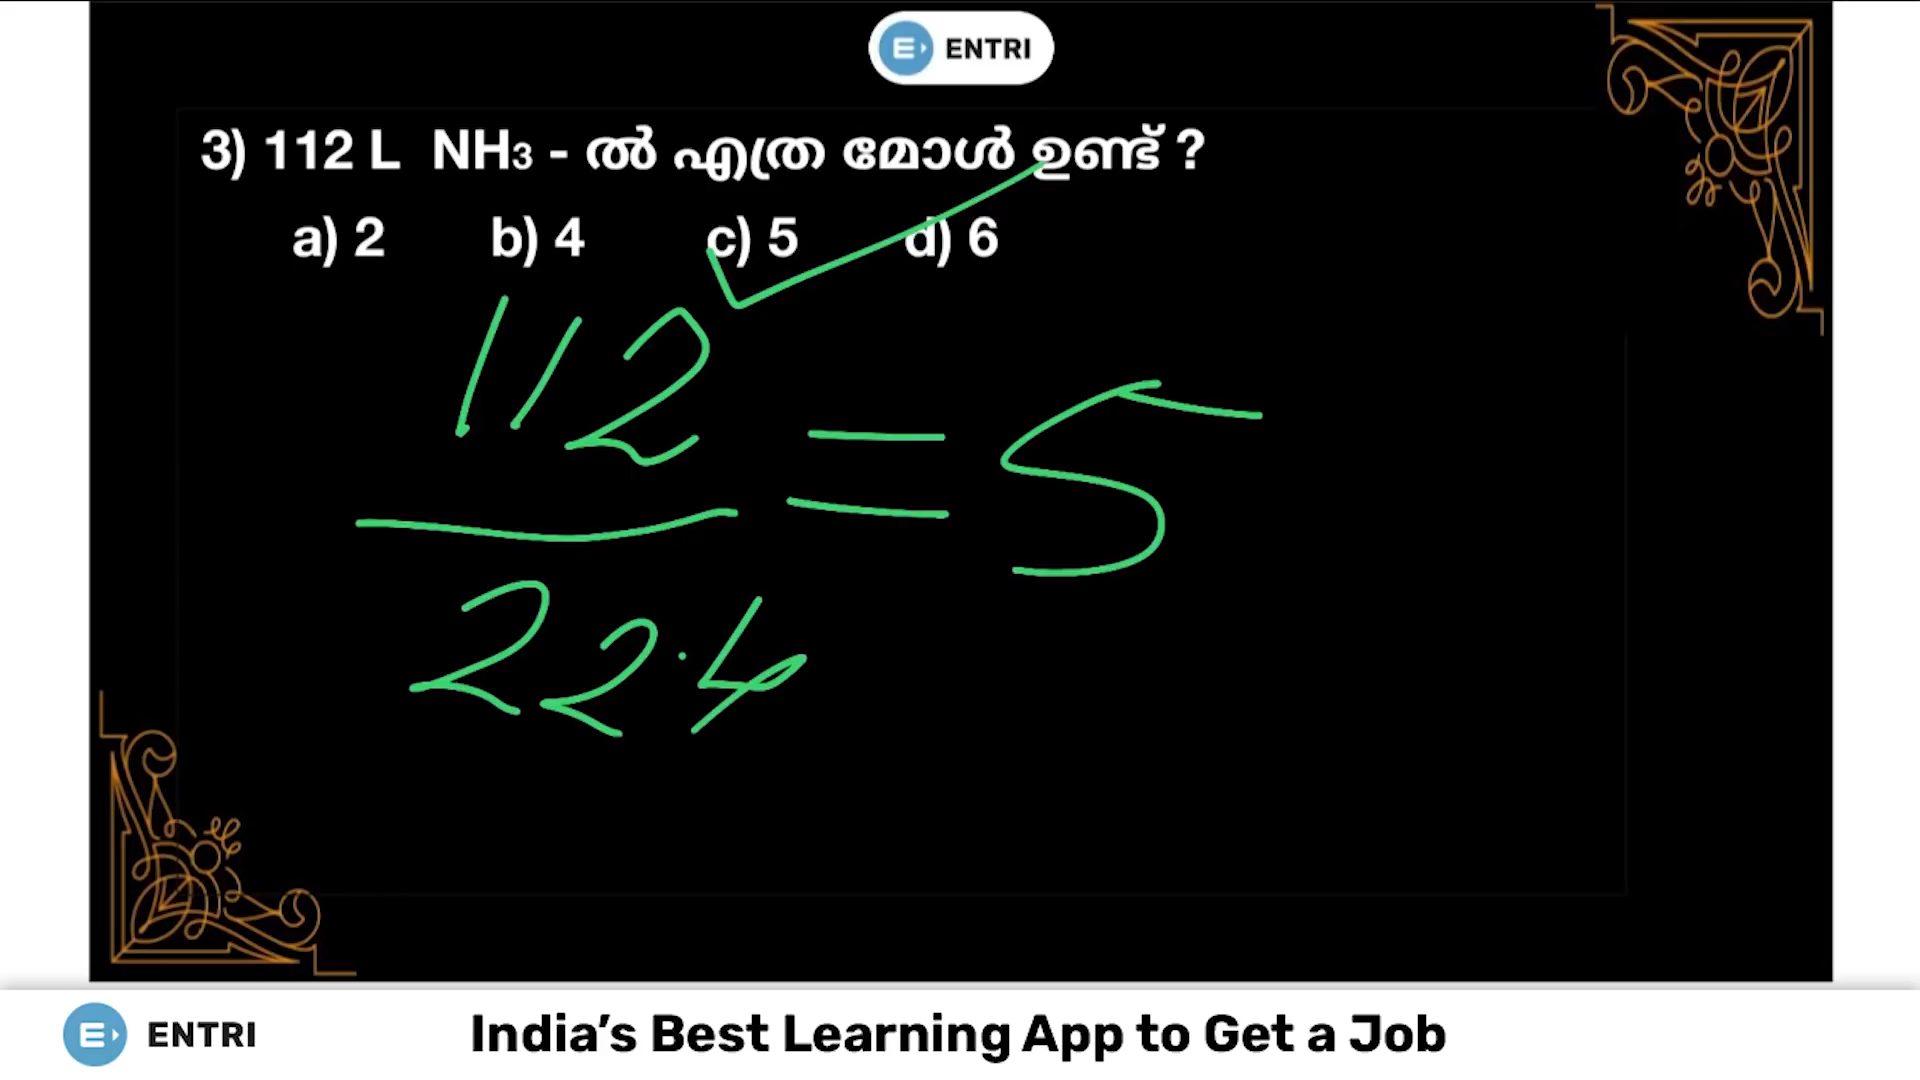 ENTRI
3) 112 L NH₃ - ൽ എത്ര മോൾ ഉണ്ട് ?
a) 2 b) 4 c) 5 d) 6
112
= 5
22.4
ENTRI India’s Best Learning App to Get a Job